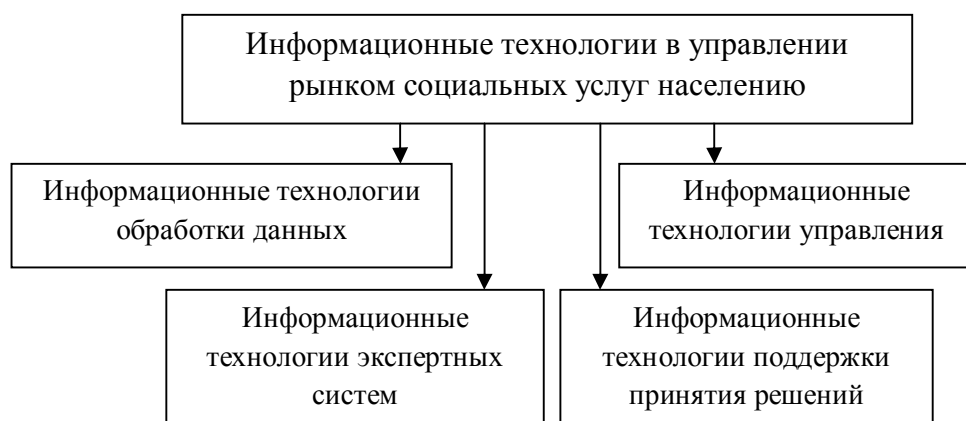 Информационные технологии в управлении
рынком социальных услуг населению
Информационные технологии
обработки данных
Информационные
технологии управления
Информационные
технологии экспертных
систем
Информационные
технологии поддержки
принятия решений